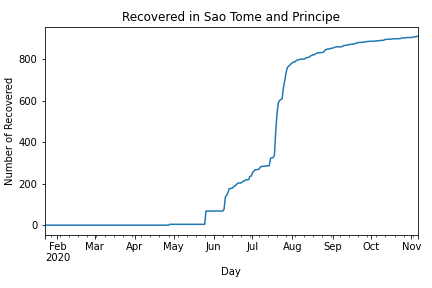 Recovered in Sao Tome and Principe
Number of Recovered
800
600
400
200
0
Feb Mar Apr May Jun Jul Aug Sep Oct Nov
2020
Day